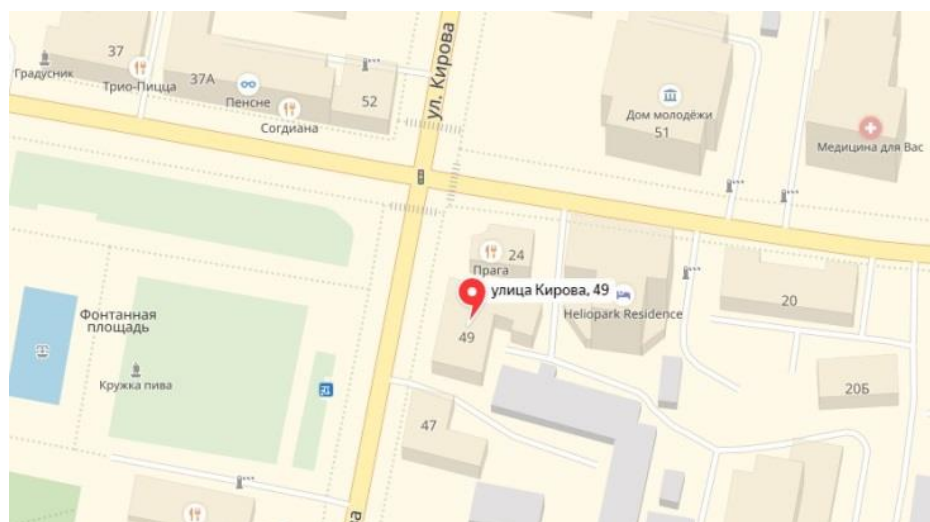 37
Градусник
Трио-Пицца
37А
Пенсне
Согдиана
52
ул. Кирова
Дом молодёжи
51
Медицина для Вас
24
Прага
улица Кирова, 49
49
Heliopark Residence
20
20Б
Фонтанная
площадь
Кружка пива
47